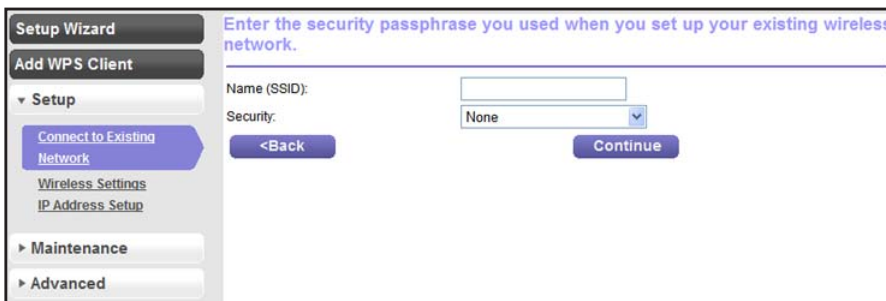 Setup Wizard
Add WPS Client
Setup
Connect to Existing
Network
Wireless Settings
IP Address Setup
Maintenance
Advanced
Enter the security passphrase you used when you set up your existing wireless
network.
Name (SSID):
Security:
None
<Back
Continue